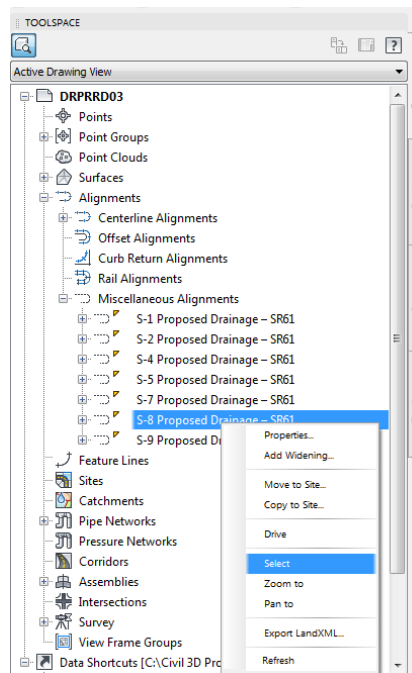 TOOLSPACE
?
Active Drawing View
DRPRRD03
Points
Point Groups
Point Clouds
Surfaces
Alignments
Centerline Alignments
Offset Alignments
Curb Return Alignments
Rail Alignments
Miscellaneous Alignments
S-1 Proposed Drainage – SR61
S-2 Proposed Drainage – SR61
S-4 Proposed Drainage – SR61
S-5 Proposed Drainage – SR61
S-7 Proposed Drainage – SR61
S-8 Proposed Drainage – SR61
S-9 Proposed Dr
Feature Lines
Sites
Catchments
Pipe Networks
Pressure Networks
Corridors
Assemblies
Intersections
Survey
View Frame Groups
Data Shortcuts [C:\Civil 3D Pro
Properties...
Add Widening...
Move to Site...
Copy to Site...
Drive
Select
Zoom to
Pan to
Export LandXML...
Refresh